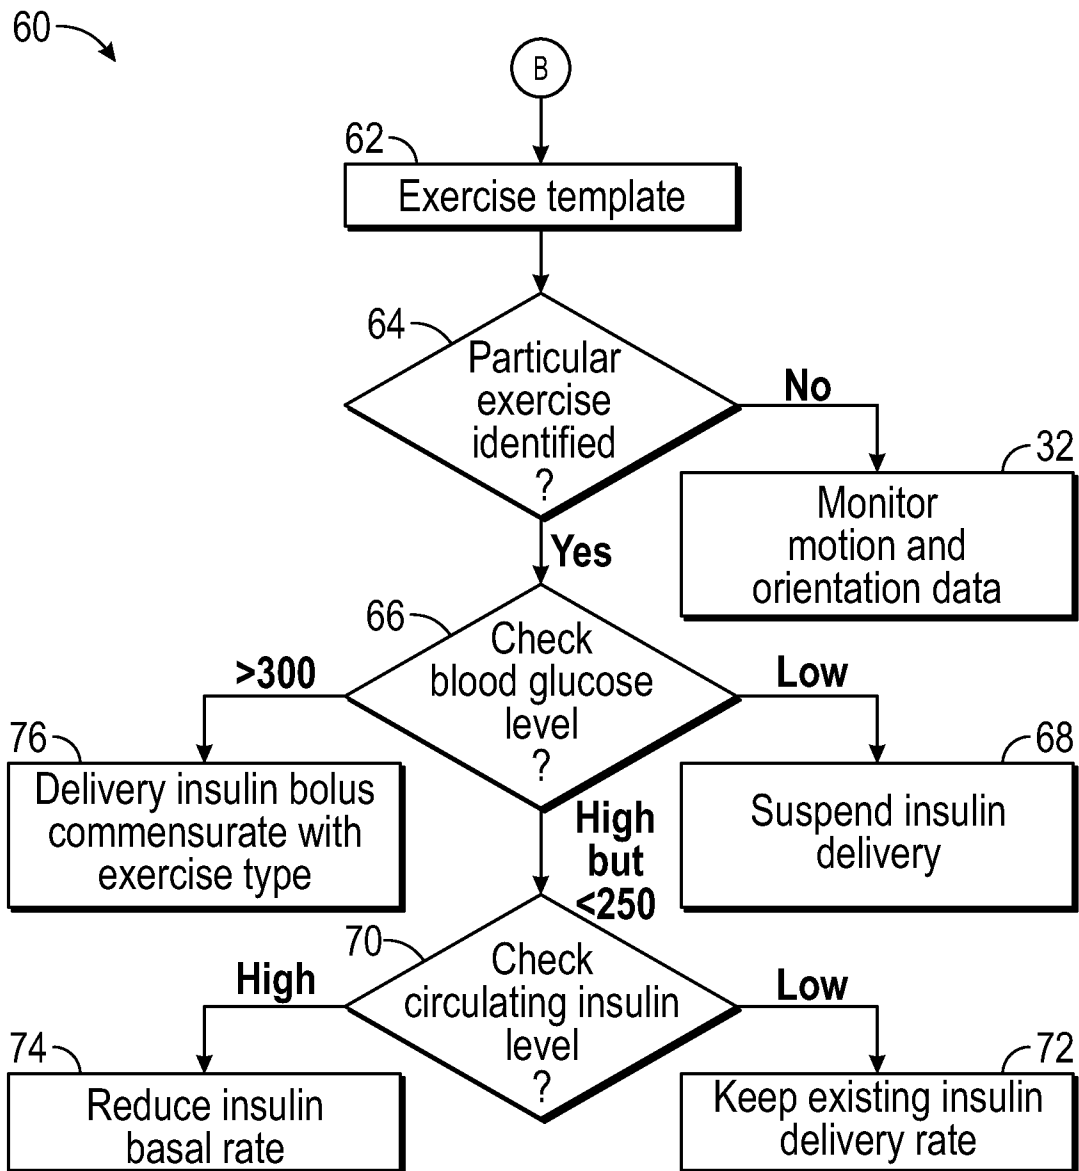 60
B
62
Exercise template
64
Particular
exercise
identified
?
No
32
Monitor
motion and
orientation data
Yes
66
Check
blood glucose
level
?
>300
Low
76
Delivery insulin bolus
commensurate with
exercise type
68
Suspend insulin
delivery
High
but
<250
70
Check
circulating insulin
level
?
High
Low
74
Reduce insulin
basal rate
72
Keep existing insulin
delivery rate